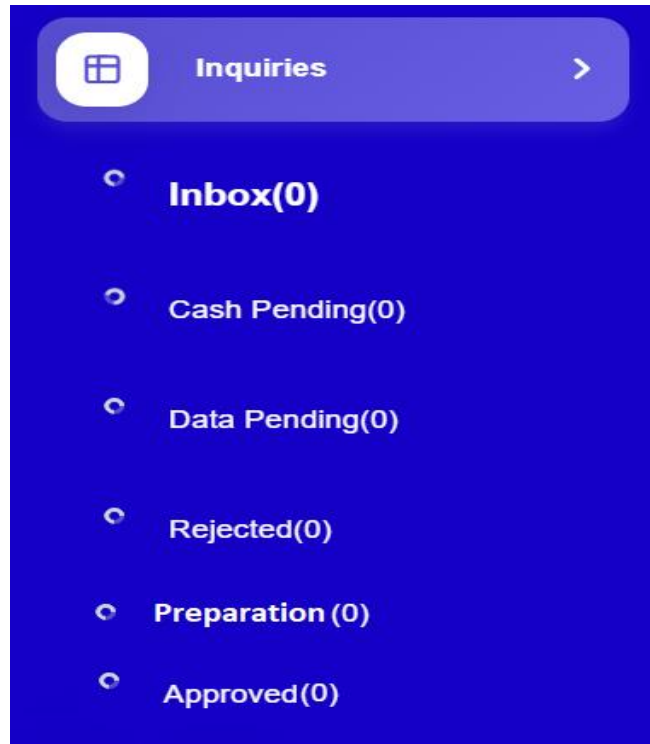 Inquiries
Inbox(0)
Cash Pending(0)
Data Pending(0)
Rejected(0)
Preparation (0)
Approved(0)